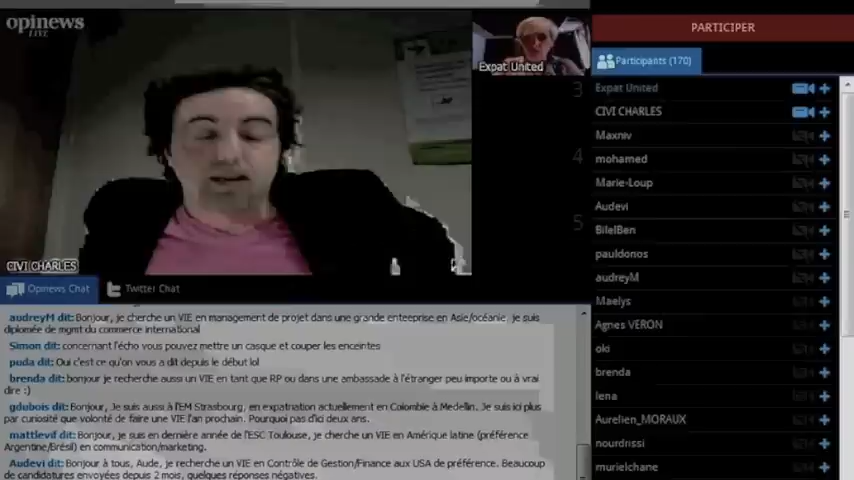 opinews
LIVE
Expat United
CIVI CHARLES
PARTICIPER
Participants (170)
Expat United
CIVI CHARLES
Maxniv
mohamed
Marie-Loup
Audevi
BilelBen
pauldonos
audreyM
Maelys
Agnes VERON
oki
brenda
lena
Aurelien_MORAUX
nourdrissi
murielchane
3
4
5
Opinews Chat
Twitter Chat
audreyM dit: Bonjour, je cherche un VIE en management de projet dans une grande enteeprise en Asie/océanie, je suis
diplomée de mgmt du commerce international
Simon dit: concernant l'écho vous pouvez mettre un casque et couper les enceintes
puda dit: Oui c'est ce qu'on vous a dit depuis le début lol
brenda dit: bonjour je recherche aussi un VIE en tant que RP ou dans une ambassade à l'étranger peu importe ou à vrai
dire :)
gdubois dit: Bonjour, Je suis aussi à l'EM Strasbourg, en expatriation actuellement en Colombie à Medellin. Je suis ici plus
par curiosité que volonté de faire une VIE l'an prochain. Pourquoi pas d'ici deux ans.
mattlevif dit: Bonjour, je suis en dernière année de l'ESC Toulouse, je cherche un VIE en Amérique latine (préférence
Argentine/Brésil) en communication/marketing.
Audevi dit: Bonjour à tous, Aude, je recherche un VIE en Contrôle de Gestion/Finance aux USA de préférence. Beaucoup
de candidatures envoyées depuis 2 mois, quelques réponses négatives.